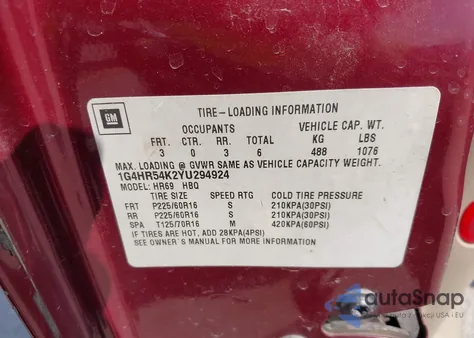 GM
TIRE-LOADING INFORMATION
OCCUPANTS VEHICLE CAP. WT.
FRT. CTR. RR. TOTAL KG LBS
3 0 3 6 488 1076
MAX. LOADING @ GVWR SAME AS VEHICLE CAPACITY WEIGHT.
1G4HR54K2YU294924
MODEL: HR69 HBQ
TIRE SIZE SPEED RTG COLD TIRE PRESSURE
FRT P225/60R16 S 210KPA(30PSI)
RR P225/60R16 S 210KPA(30PSI)
SPA T125/70R16 M 420KPA(60PSI)
IF TIRES ARE HOT, ADD 28KPA(4PSI)
SEE OWNER'S MANUAL FOR MORE INFORMATION
autoSnap
USA - EU